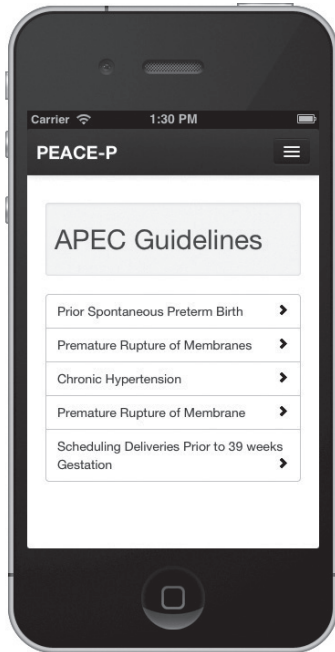 Carrier 1:30 PM
PEACE-P
APEC Guidelines
Prior Spontaneous Preterm Birth
Premature Rupture of Membranes
Chronic Hypertension
Premature Rupture of Membrane
Scheduling Deliveries Prior to 39 weeks
Gestation